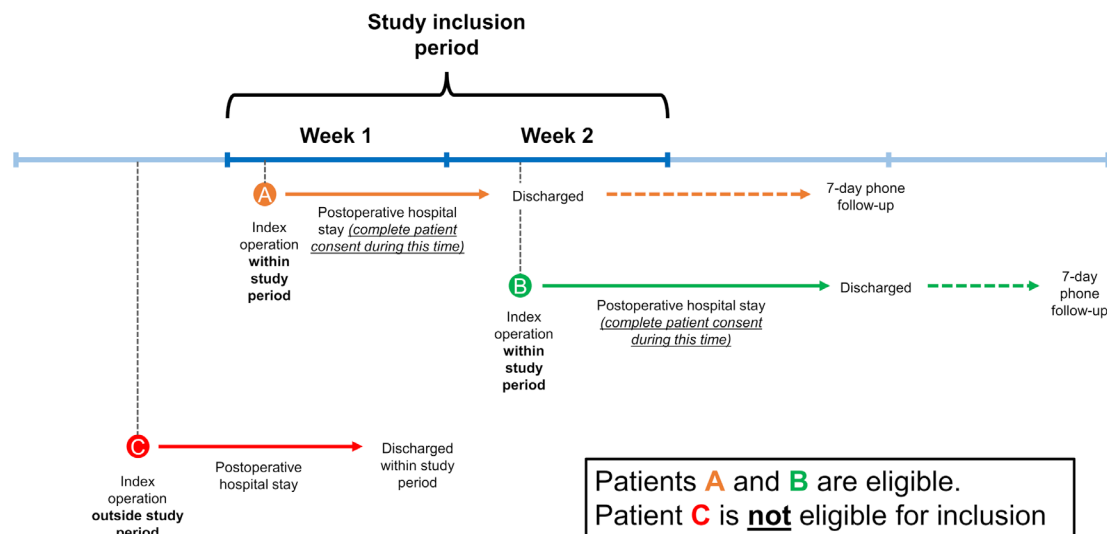 Study inclusion
period
Week 1
Week 2
A
Discharged
7-day phone
follow-up
Index
operation
within
study
period
Postoperative hospital
stay (complete patient
consent during this time)
B
Discharged
7-day
phone
follow-up
Index
operation
within
study
period
Postoperative hospital stay
(complete patient consent
during this time)
C
Index
operation
outside study
period
Postoperative
hospital stay
Discharged
within study
period
Patients A and B are eligible.
Patient C is not eligible for inclusion